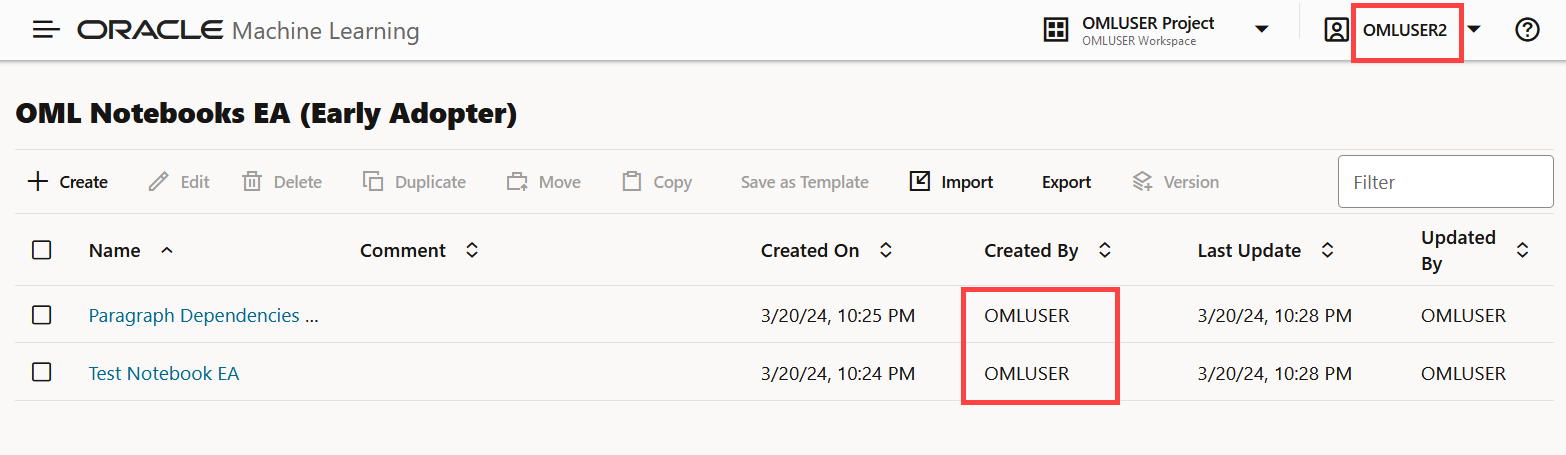 ORACLE Machine Learning
OMLUSER Project
OMLUSER Workspace
OMLUSER2
OML Notebooks EA (Early Adopter)
Create Edit Delete Duplicate Move Copy Save as Template Import Export Version Filter
Name Comment Created On Created By Last Update Updated By
Paragraph Dependencies ... 3/20/24, 10:25 PM OMLUSER 3/20/24, 10:28 PM OMLUSER
Test Notebook EA 3/20/24, 10:24 PM OMLUSER 3/20/24, 10:28 PM OMLUSER